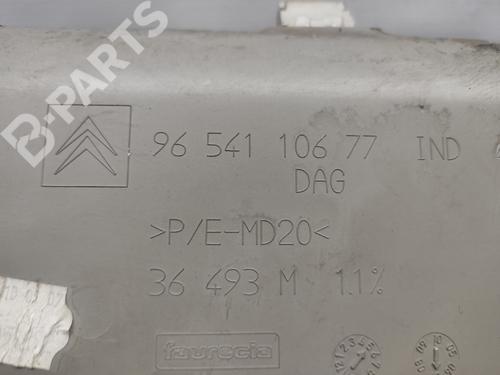 B-PARTS
96 541 106 77 IND
DAG
>P/E-MD20<
36 493 M 1.1%
faurecia